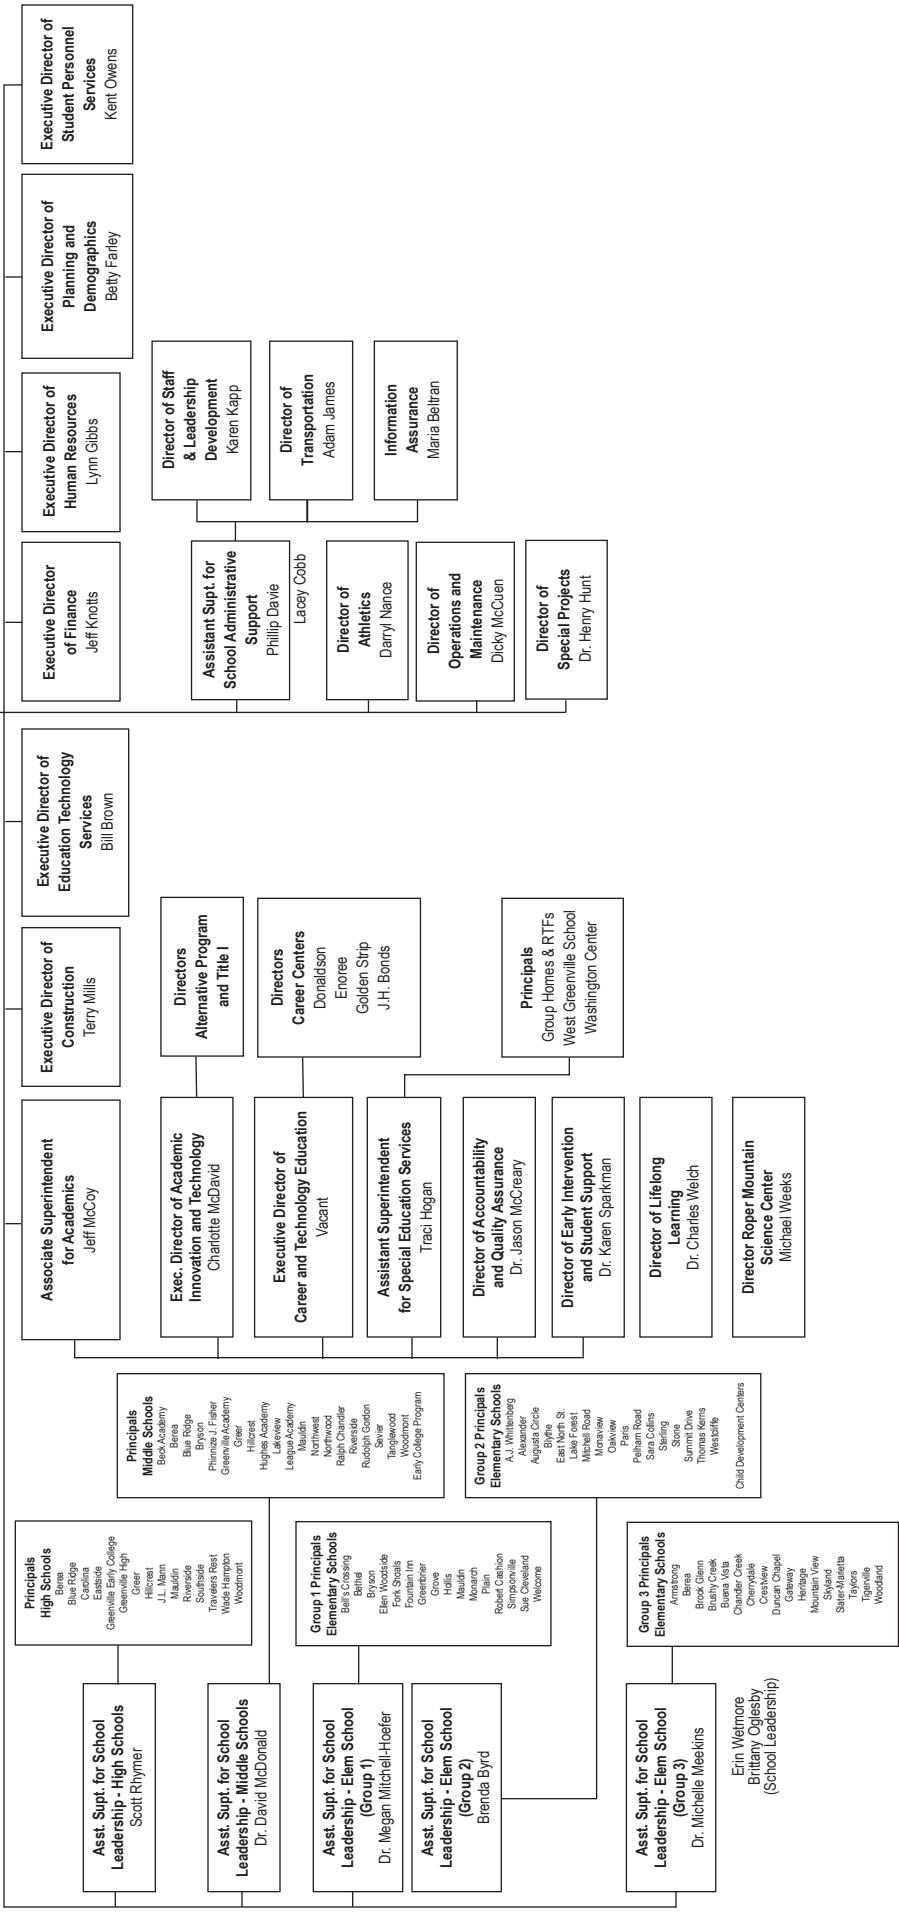 Asst. Supt. for School
Leadership - High Schools
Scott Rhymer
Principals
High Schools
Berea
Blue Ridge
Carolina
Eastside
Greenville Early College
Greenville High
Greer
Hillcrest
J.L. Mann
Mauldin
Riverside
Southside
Travelers Rest
Wade Hampton
Woodmont
Asst. Supt. for School
Leadership - Middle Schools
Dr. David McDonald
Principals
Middle Schools
Beck Academy
Berea
Blue Ridge
Bryson
Phinnize J. Fisher
Greenville Academy
Greer
Hillcrest
Hughes Academy
Lakeview
League Academy
Mauldin
Northwest
Northwood
Ralph Chandler
Riverside
Rudolph Gordon
Sevier
Tanglewood
Woodmont
Early College Program
Asst. Supt. for School
Leadership - Elem School
(Group 1)
Dr. Megan Mitchell-Hoefer
Group 1 Principals
Elementary Schools
Bell's Crossing
Bethel
Bryson
Ellen Woodside
Fork Shoals
Fountain Inn
Greenbrier
Grove
Hollis
Mauldin
Monarch
Plain
Robert Cashion
Simpsonville
Sue Cleveland
Welcome
Asst. Supt. for School
Leadership - Elem School
(Group 2)
Brenda Byrd
Group 2 Principals
Elementary Schools
A.J. Whittenberg
Alexander
Augusta Circle
Blythe
East North St.
Lake Forest
Mitchell Road
Monaview
Oakview
Paris
Pelham Road
Sara Collins
Sterling
Stone
Summit Drive
Thomas Kerns
Westcliffe
Child Development Centers
Asst. Supt. for School
Leadership - Elem School
(Group 3)
Dr. Michelle Meekins
Group 3 Principals
Elementary Schools
Armstrong
Berea
Brook Glenn
Brushy Creek
Buena Vista
Chandler Creek
Cherrydale
Crestview
Duncan Chapel
Gateway
Heritage
Mountain View
Skyland
Slater-Marietta
Taylors
Tigerville
Woodland
Erin Wetmore
Brittany Oglesby
(School Leadership)
Associate Superintendent
for Academics
Jeff McCoy
Exec. Director of Academic
Innovation and Technology
Charlotte McDavid
Directors
Alternative Program
and Title I
Executive Director of
Career and Technology Education
Vacant
Directors
Career Centers
Donaldson
Enoree
Golden Strip
J.H. Bonds
Assistant Superintendent
for Special Education Services
Traci Hogan
Principals
Group Homes & RTFs
West Greenville School
Washington Center
Director of Accountability
and Quality Assurance
Dr. Jason McCreary
Director of Early Intervention
and Student Support
Dr. Karen Sparkman
Director of Lifelong
Learning
Dr. Charles Welch
Director Roper Mountain
Science Center
Michael Weeks
Executive Director of
Construction
Terry Mills
Executive Director of
Education Technology
Services
Bill Brown
Executive Director
of Finance
Jeff Knotts
Executive Director of
Human Resources
Lynn Gibbs
Executive Director of
Planning and
Demographics
Betty Farley
Executive Director of
Student Personnel
Services
Kent Owens
Assistant Supt. for
School Administrative
Support
Phillip Davie
Lacey Cobb
Director of Staff
& Leadership
Development
Karen Kapp
Director of
Transportation
Adam James
Information
Assurance
Maria Beltran
Director of
Athletics
Darryl Nance
Director of
Operations and
Maintenance
Dicky McCuen
Director of
Special Projects
Dr. Henry Hunt